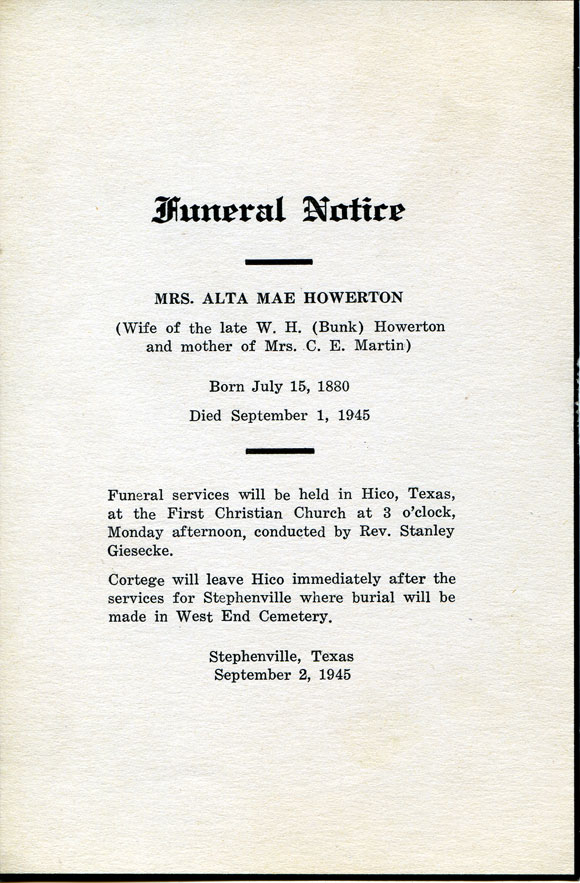 Funeral Notice
MRS. ALTA MAE HOWERTON
(Wife of the late W. H. (Bunk) Howerton
and mother of Mrs. C. E. Martin)
Born July 15, 1880
Died September 1, 1945
Funeral services will be held in Hico, Texas,
at the First Christian Church at 3 o'clock,
Monday afternoon, conducted by Rev. Stanley
Giesecke.
Cortege will leave Hico immediately after the
services for Stephenville where burial will be
made in West End Cemetery.
Stephenville, Texas
September 2, 1945